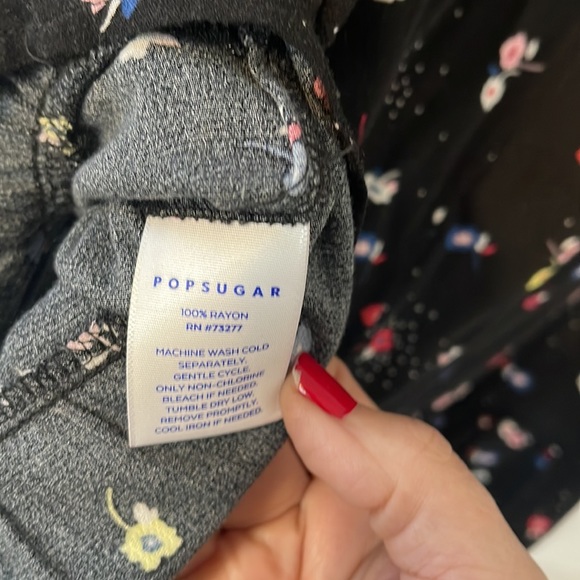 POPSUGAR
100% RAYON
RN #73277
MACHINE WASH COLD
SEPARATELY.
GENTLE CYCLE.
ONLY NON-CHLORINE
BLEACH IF NEEDED.
TUMBLE DRY LOW.
REMOVE PROMPTLY.
COOL IRON IF NEEDED.